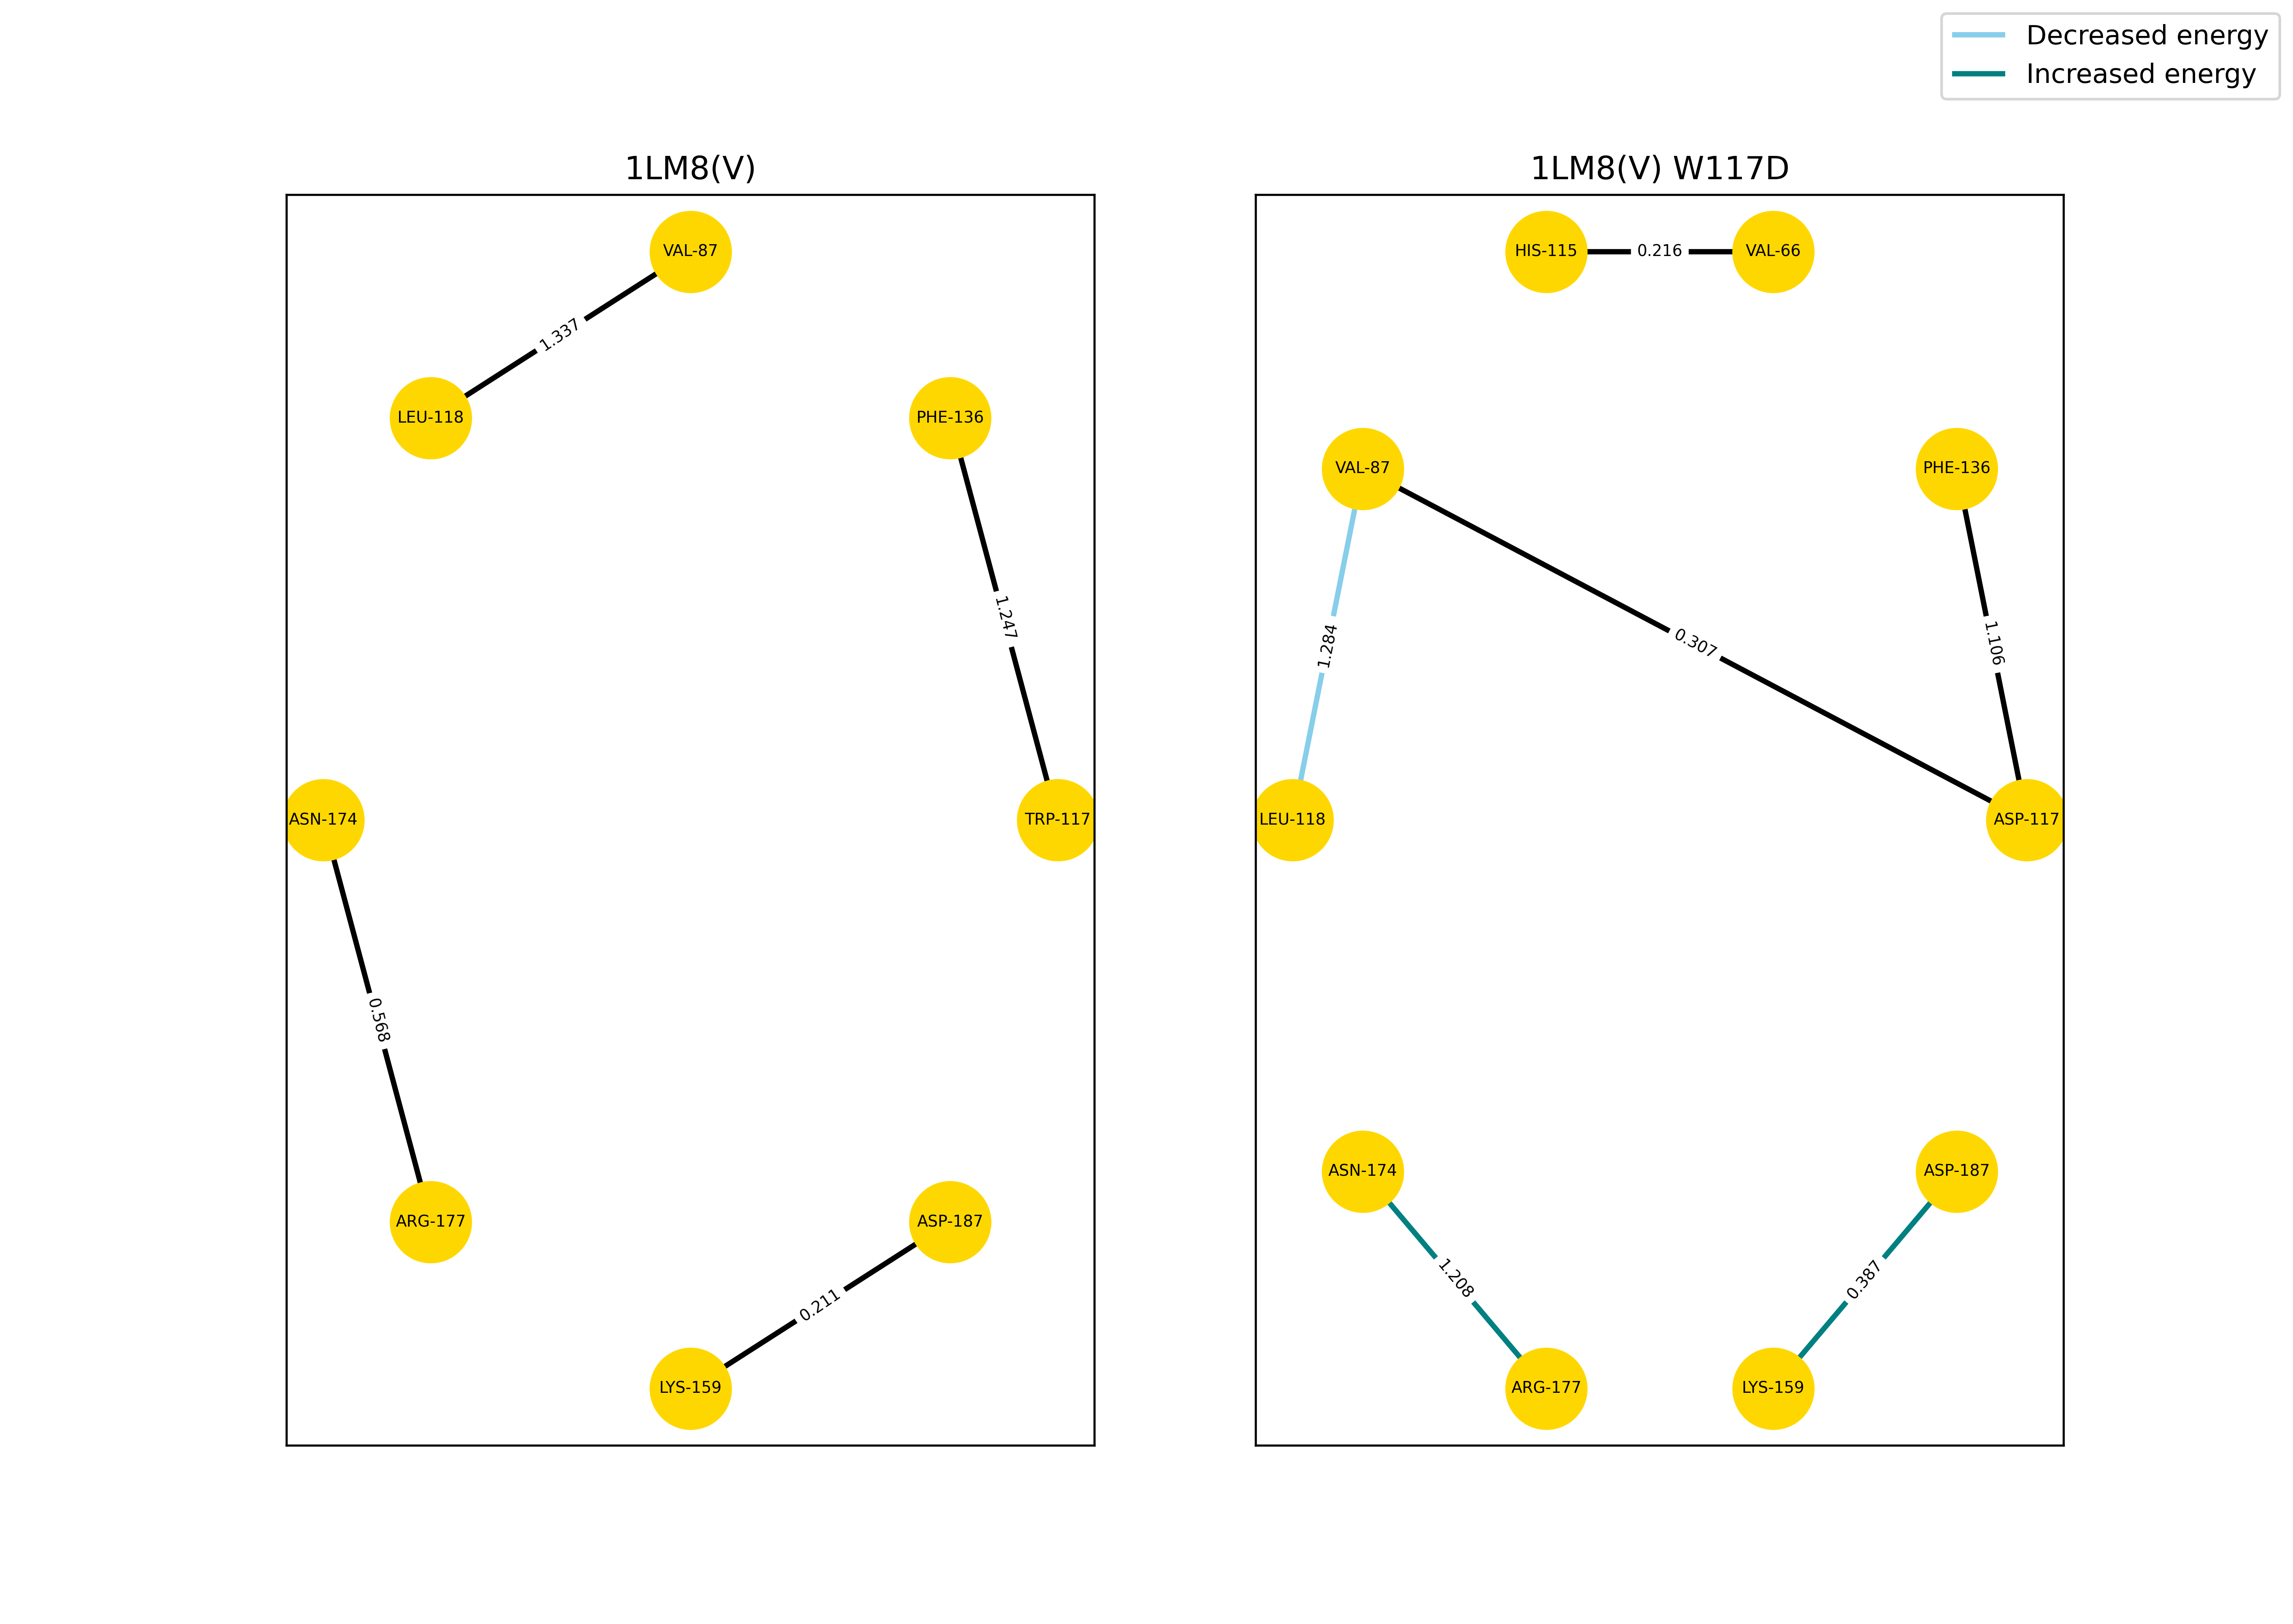 Decreased energy
Increased energy
1LM8(V)
VAL-87
1.337
LEU-118
PHE-136
1.247
ASN-174
TRP-117
0.568
ARG-177
ASP-187
0.211
LYS-159
1LM8(V) W117D
HIS-115
0.216
VAL-66
VAL-87
PHE-136
1.284
0.307
1.106
LEU-118
ASP-117
ASN-174
ASP-187
1.208
0.387
ARG-177
LYS-159